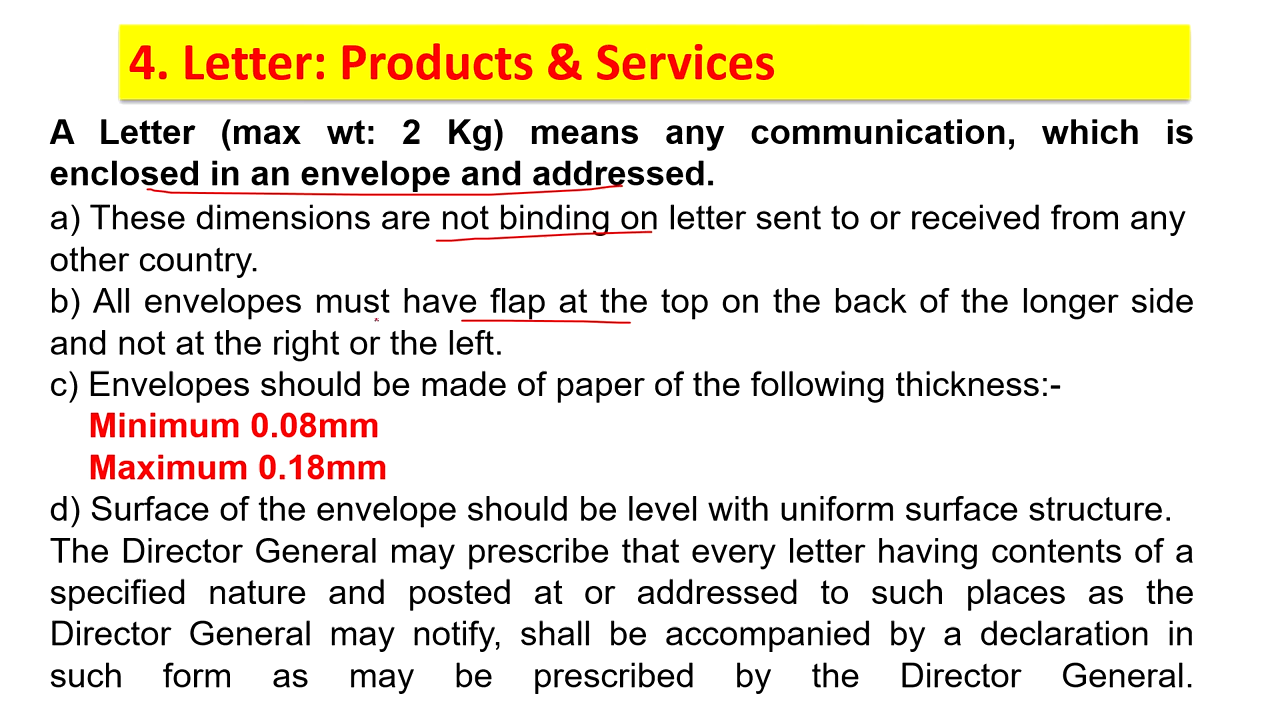 4. Letter: Products & Services
A Letter (max wt: 2 Kg) means any communication, which is
enclosed in an envelope and addressed.
a) These dimensions are not binding on letter sent to or received from any
other country.
b) All envelopes must have flap at the top on the back of the longer side
and not at the right or the left.
c) Envelopes should be made of paper of the following thickness:-
Minimum 0.08mm
Maximum 0.18mm
d) Surface of the envelope should be level with uniform surface structure.
The Director General may prescribe that every letter having contents of a
specified nature and posted at or addressed to such places as the
Director General may notify, shall be accompanied by a declaration in
such form as may be prescribed by the Director General.